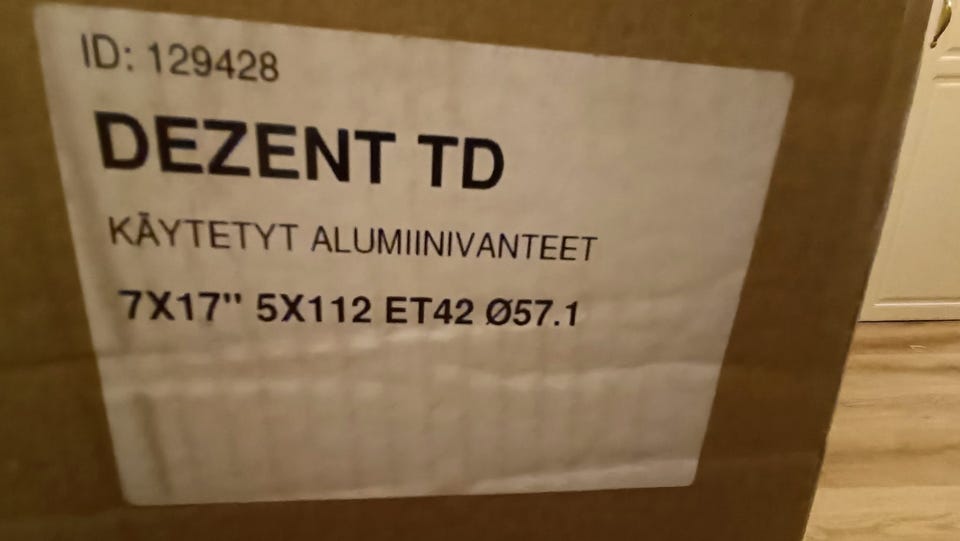 ID: 129428
DEZENT TD
KÄYTETYT ALUMIINIVANTEET
7X17" 5X112 ET42 Ø57.1